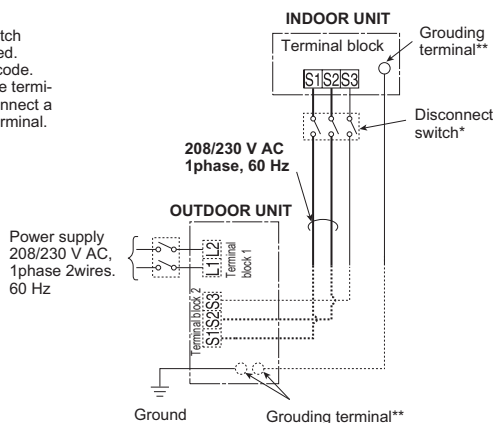 tch
ed.
code.
e termi-
nnect a
rminal.
INDOOR UNIT
Terminal block
Grouding
terminal**
S1 S2 S3
Disconnect
switch*
208/230 V AC
1phase, 60 Hz
OUTDOOR UNIT
Power supply
208/230 V AC,
1phase 2wires.
60 Hz
L1 L2
Terminal
block 1
Terminal block 2
S1 S2 S3
Ground
Grouding terminal**